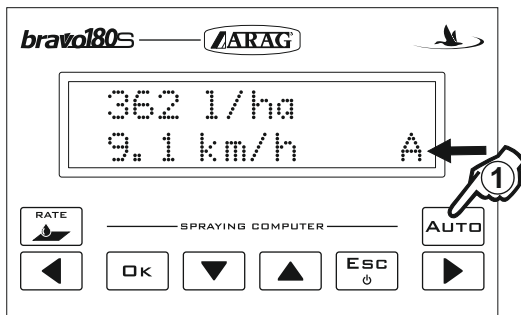 bravo180S ARAG
362 l/ha
9.1 km/h A
1
RATE
SPRAYING COMPUTER
AUTO
OK
ESC